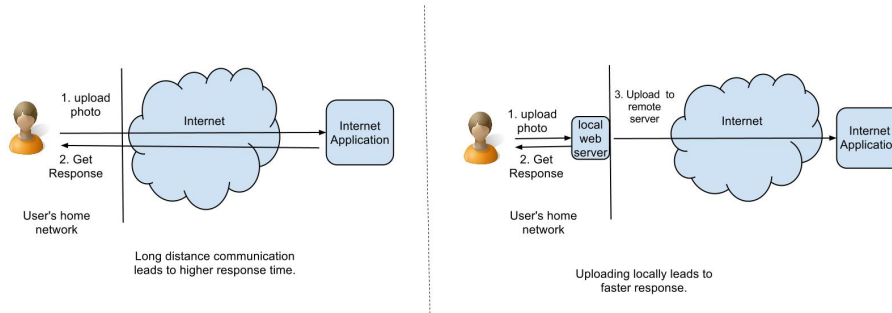 1. upload
photo
Internet
Internet
Application
2. Get
Response
User's home
network
Long distance communication
leads to higher response time.
1. upload
photo
local
web
server
2. Get
Response
3. Upload to
remote
server
Internet
Internet
Application
User's home
network
Uploading locally leads to
faster response.